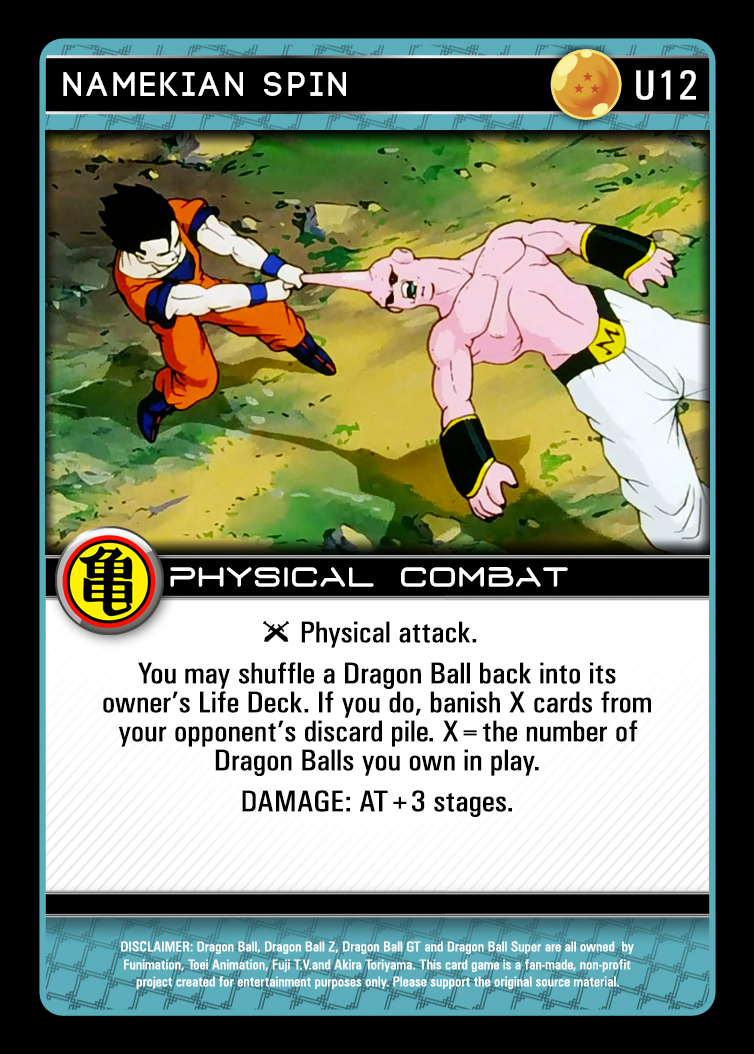 NAMEKIAN SPIN
U12
M
亀
PHYSICAL COMBAT
Physical attack.
You may shuffle a Dragon Ball back into its
owner's Life Deck. If you do, banish X cards from
your opponent's discard pile. X = the number of
Dragon Balls you own in play.
DAMAGE: AT + 3 stages.
DISCLAIMER: Dragon Ball, Dragon Ball Z, Dragon Ball GT and Dragon Ball Super are all owned by
Funimation, Toei Animation, Fuji T.V.and Akira Toriyama. This card game is a fan-made, non-profit
project created for entertainment purposes only. Please support the original source material.